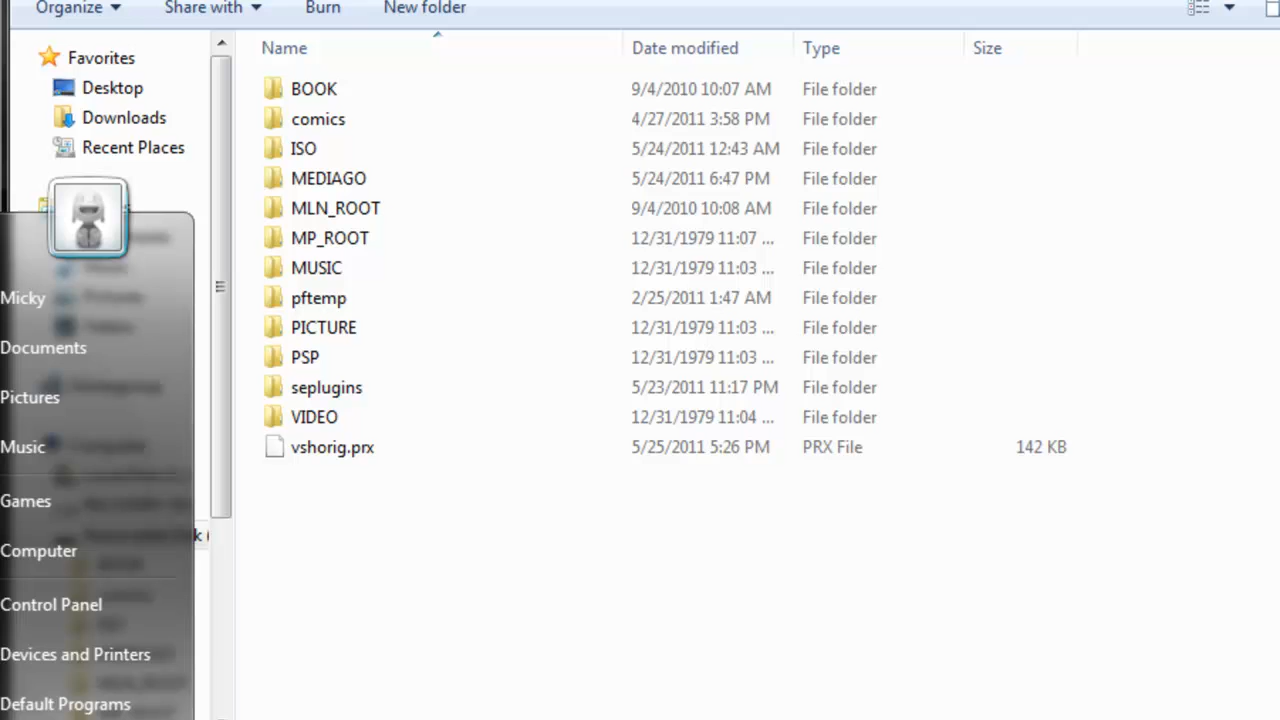 Organize Share with Burn New folder
Name Date modified Type Size
Favorites
Desktop
Downloads
Recent Places
BOOK 9/4/2010 10:07 AM File folder
comics 4/27/2011 3:58 PM File folder
ISO 5/24/2011 12:43 AM File folder
MEDIAGO 5/24/2011 6:47 PM File folder
MLN_ROOT 9/4/2010 10:08 AM File folder
MP_ROOT 12/31/1979 11:07 ... File folder
MUSIC 12/31/1979 11:03 ... File folder
pftemp 2/25/2011 1:47 AM File folder
PICTURE 12/31/1979 11:03 ... File folder
PSP 12/31/1979 11:03 ... File folder
seplugins 5/23/2011 11:17 PM File folder
VIDEO 12/31/1979 11:04 ... File folder
vshorig.prx 5/25/2011 5:26 PM PRX File 142 KB
Micky
Documents
Pictures
Music
Games
Computer
Control Panel
Devices and Printers
Default Programs